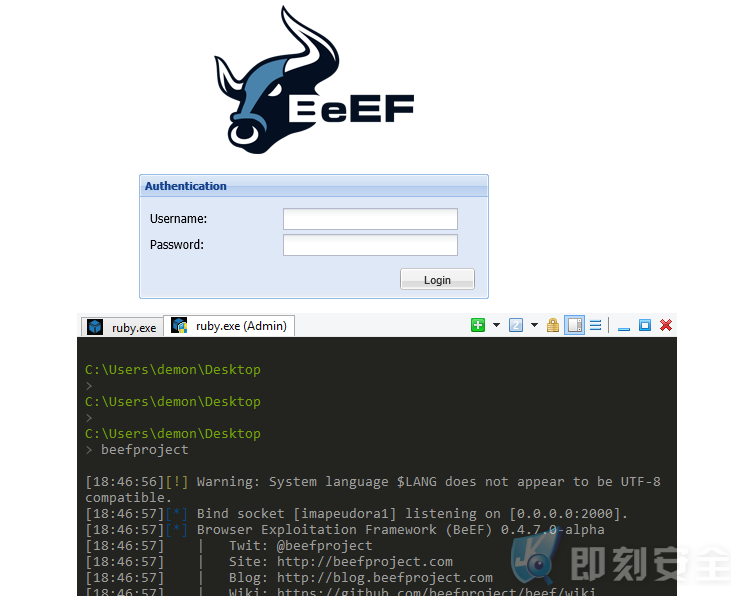 BeEF
Authentication
Username:
Password:
Login
ruby.exe
ruby.exe (Admin)
C:\Users\demon\Desktop
>
C:\Users\demon\Desktop
>
C:\Users\demon\Desktop
> beefproject
[18:46:56][!] Warning: System language $LANG does not appear to be UTF-8
compatible.
[18:46:57][*] Bind socket [imapeudora1] listening on [0.0.0.0:2000].
[18:46:57][*] Browser Exploitation Framework (BeEF) 0.4.7.0-alpha
[18:46:57]    |   Twit: @beefproject
[18:46:57]    |   Site: http://beefproject.com
[18:46:57]    |   Blog: http://blog.beefproject.com
[18:46:57]    |   Wiki: https://github.com/beefproject/beef/wiki
即刻安全